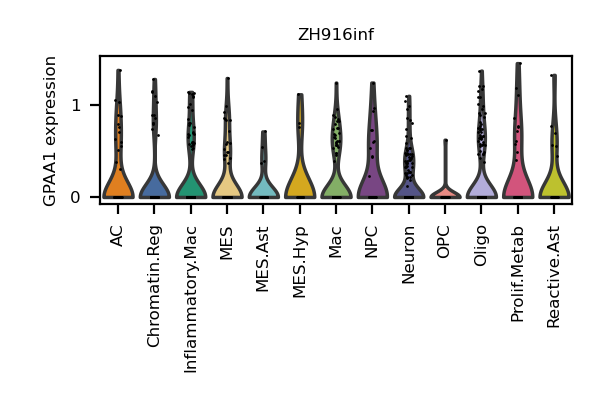 ZH916inf
GPAA1 expression
1
0
AC
Chromatin.Reg
Inflammatory.Mac
MES
MES.Ast
MES.Hyp
Mac
NPC
Neuron
OPC
Oligo
Prolif.Metab
Reactive.Ast